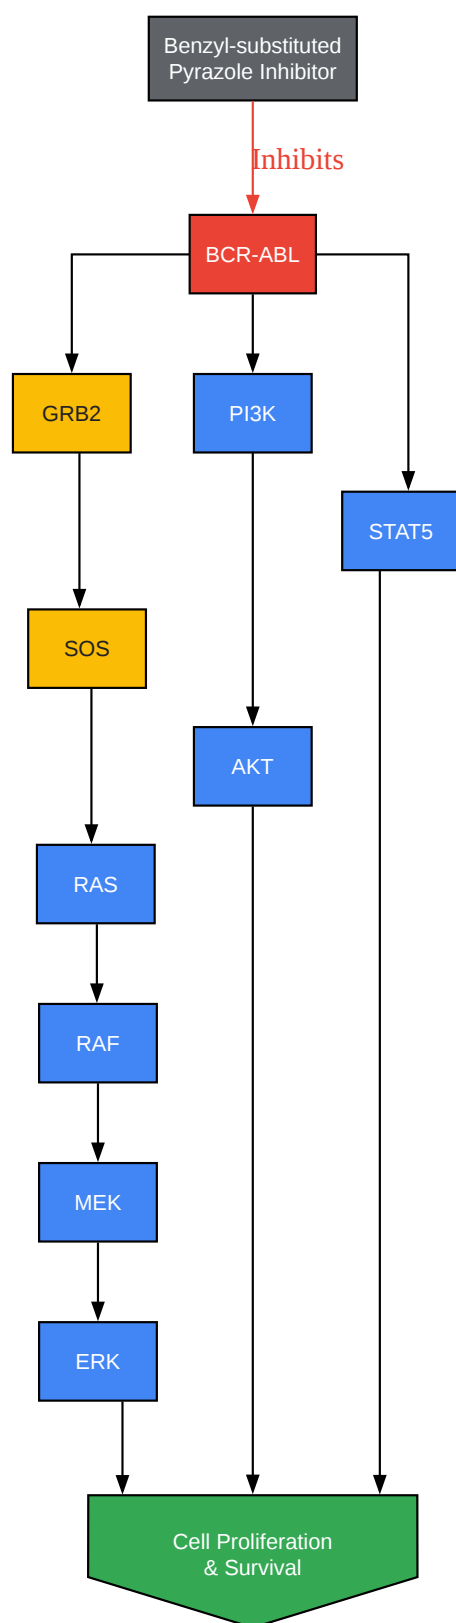 Benzyl-substituted
Pyrazole Inhibitor
Inhibits
BCR-ABL
GRB2
PI3K
STAT5
SOS
AKT
RAS
RAF
MEK
ERK
Cell Proliferation
& Survival